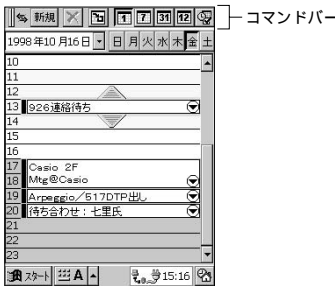 新規 1 7 31 12
コマンドバー
1998年10月16日 日 月 火 水 木 金 土
10
11
12
13 926連絡待ち
14
15
16
17 Casio 2F
18 Mtg@Casio
19 Arpeggio/517DTP出し
20 待ち合わせ:七里氏
21
22
23
スタート A 15:16